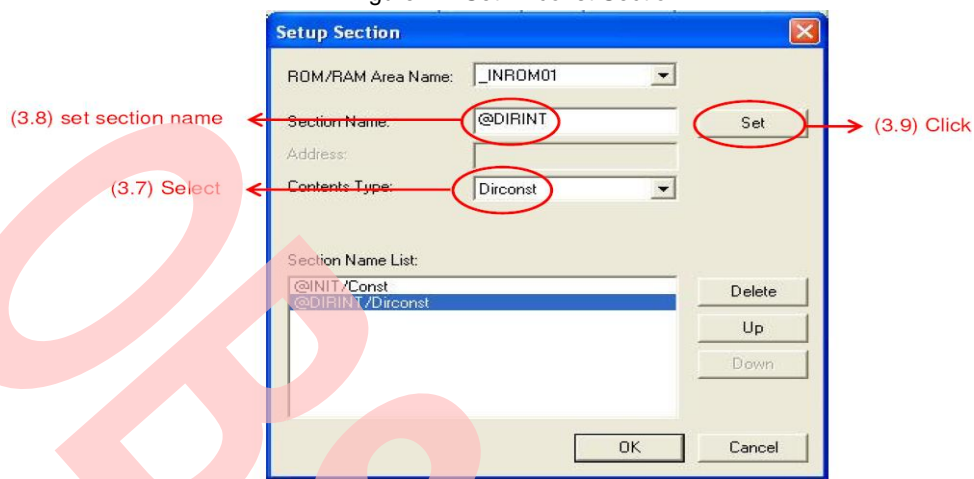 Setup Section
ROM/RAM Area Name: _INROM01
(3.8) set section name Section Name: @DIRINT Set (3.9) Click
Address:
(3.7) Select Contents Type: Dirconst
Section Name List:
@INIT/Const
@DIRINT/Dirconst
Delete
Up
Down
OK Cancel